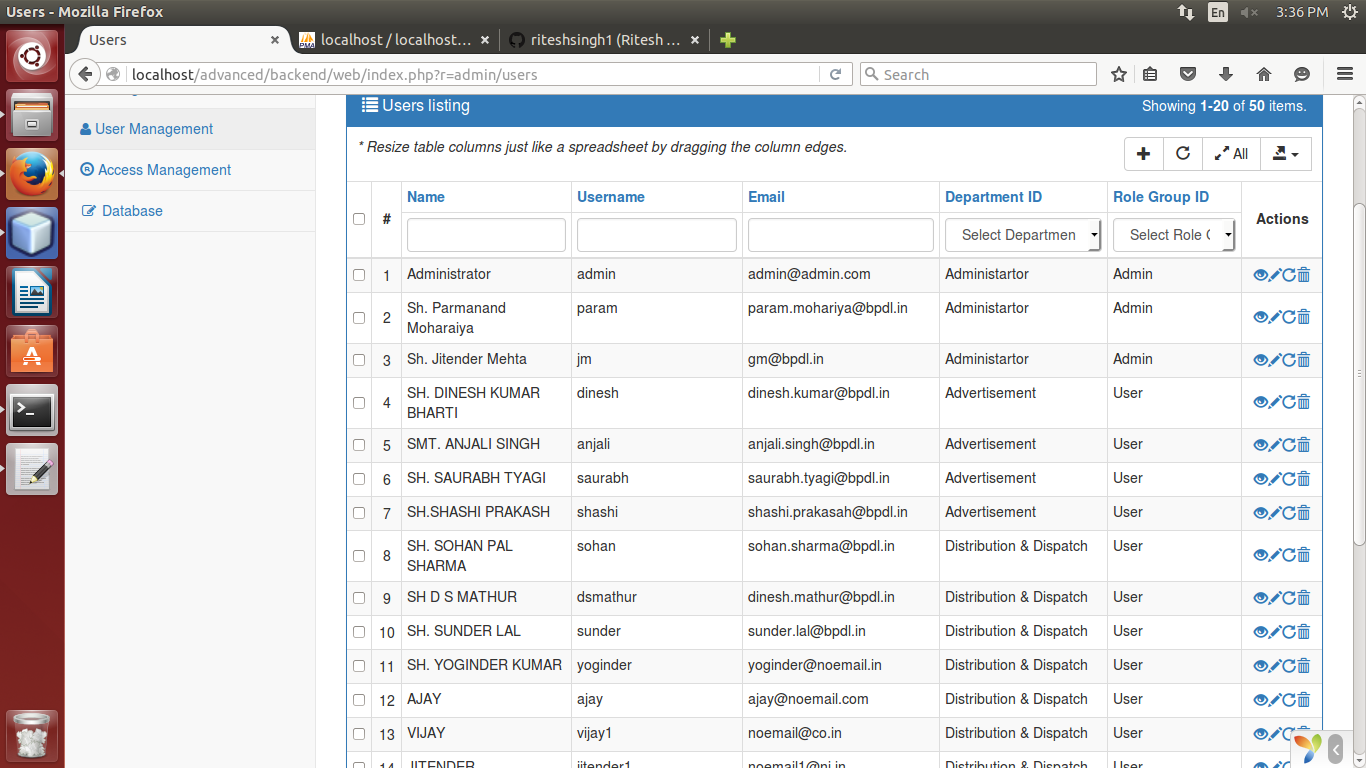 Users - Mozilla Firefox
En
3:36 PM
Users
localhost / localhost...
riteshsingh1 (Ritesh ...
localhost/advanced/backend/web/index.php?r=admin/users
Search
User Management
Access Management
Database
Users listing
Showing 1-20 of 50 items.
* Resize table columns just like a spreadsheet by dragging the column edges.
All
# Name Username Email Department ID Role Group ID Actions
Select Departmen
Select Role G
1 Administrator admin admin@admin.com Administartor Admin
2 Sh. Parmanand Moharaiya param param.mohariya@bpdl.in Administartor Admin
3 Sh. Jitender Mehta jm gm@bpdl.in Administartor Admin
4 SH. DINESH KUMAR BHARTI dinesh dinesh.kumar@bpdl.in Advertisement User
5 SMT. ANJALI SINGH anjali anjali.singh@bpdl.in Advertisement User
6 SH. SAURABH TYAGI saurabh saurabh.tyagi@bpdl.in Advertisement User
7 SH.SHASHI PRAKASH shashi shashi.prakasah@bpdl.in Advertisement User
8 SH. SOHAN PAL SHARMA sohan sohan.sharma@bpdl.in Distribution & Dispatch User
9 SH D S MATHUR dsmathur dinesh.mathur@bpdl.in Distribution & Dispatch User
10 SH. SUNDER LAL sunder sunder.lal@bpdl.in Distribution & Dispatch User
11 SH. YOGINDER KUMAR yoginder yoginder@noemail.in Distribution & Dispatch User
12 AJAY ajay ajay@noemail.com Distribution & Dispatch User
13 VIJAY vijay1 noemail@co.in Distribution & Dispatch User
14 JITENDER jitender1 noemail1@ni.in Distribution & Dispatch User